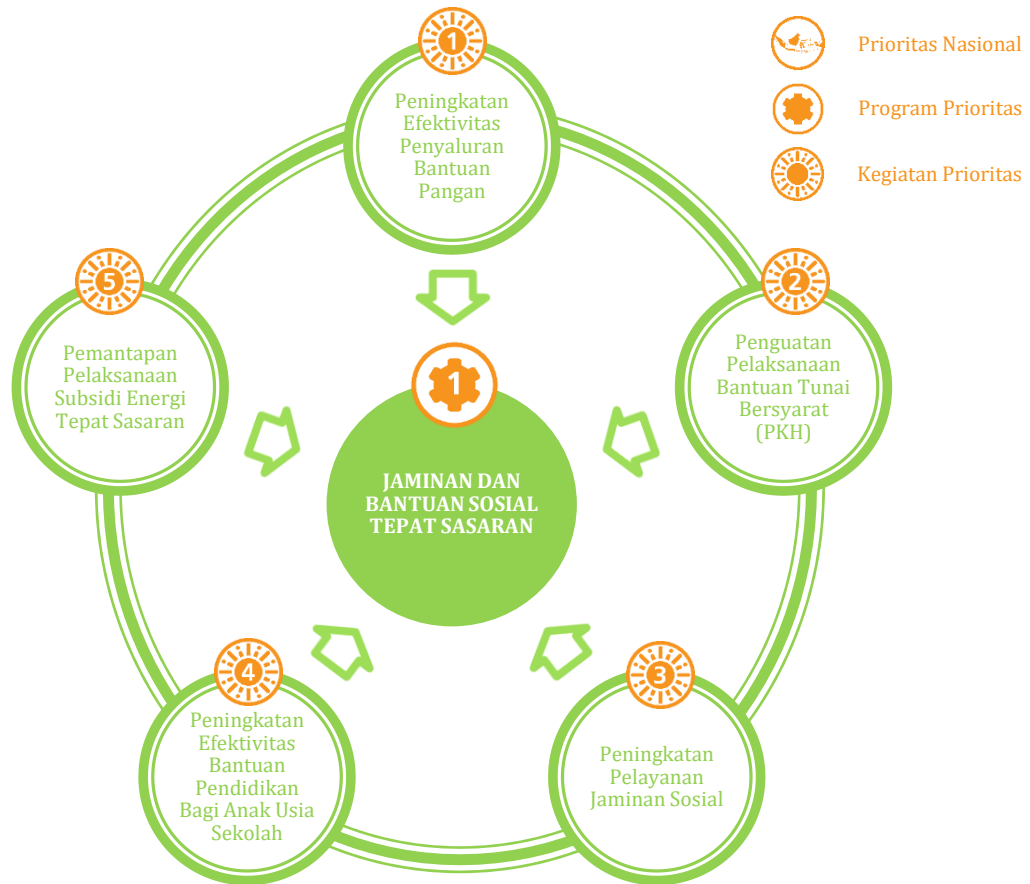 1
Peningkatan
Efektivitas
Penyaluran
Bantuan
Pangan
Prioritas Nasional
Program Prioritas
Kegiatan Prioritas
2
Penguatan
Pelaksanaan
Bantuan Tunai
Bersyarat
(PKH)
3
Peningkatan
Pelayanan
Jaminan Sosial
4
Peningkatan
Efektivitas
Bantuan
Pendidikan
Bagi Anak Usia
Sekolah
5
Pemantapan
Pelaksanaan
Subsidi Energi
Tepat Sasaran
1
JAMINAN DAN
BANTUAN SOSIAL
TEPAT SASARAN